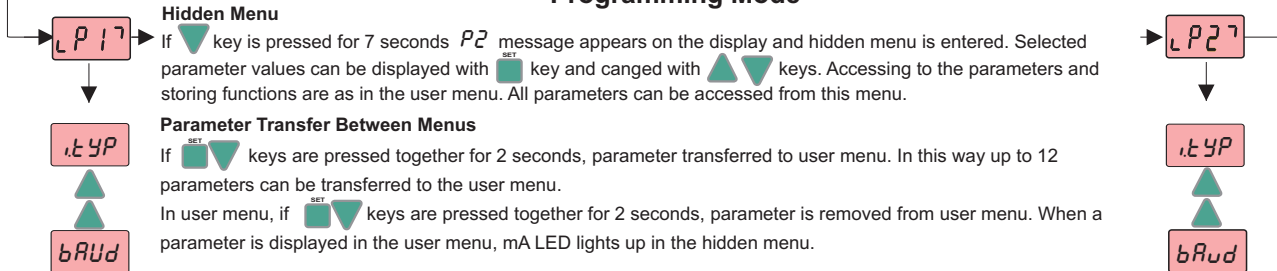 Programming Mode
Hidden Menu
P1
If key is pressed for 7 seconds P2 message appears on the display and hidden menu is entered. Selected
P2
SET
parameter values can be displayed with key and canged with keys. Accessing to the parameters and
storing functions are as in the user menu. All parameters can be accessed from this menu.
Parameter Transfer Between Menus
i.tYP
SET
If keys are pressed together for 2 seconds, parameter transferred to user menu. In this way up to 12
i.tYP
parameters can be transferred to the user menu.
SET
In user menu, if keys are pressed together for 2 seconds, parameter is removed from user menu. When a
parameter is displayed in the user menu, mA LED lights up in the hidden menu.
bAUd
bAud